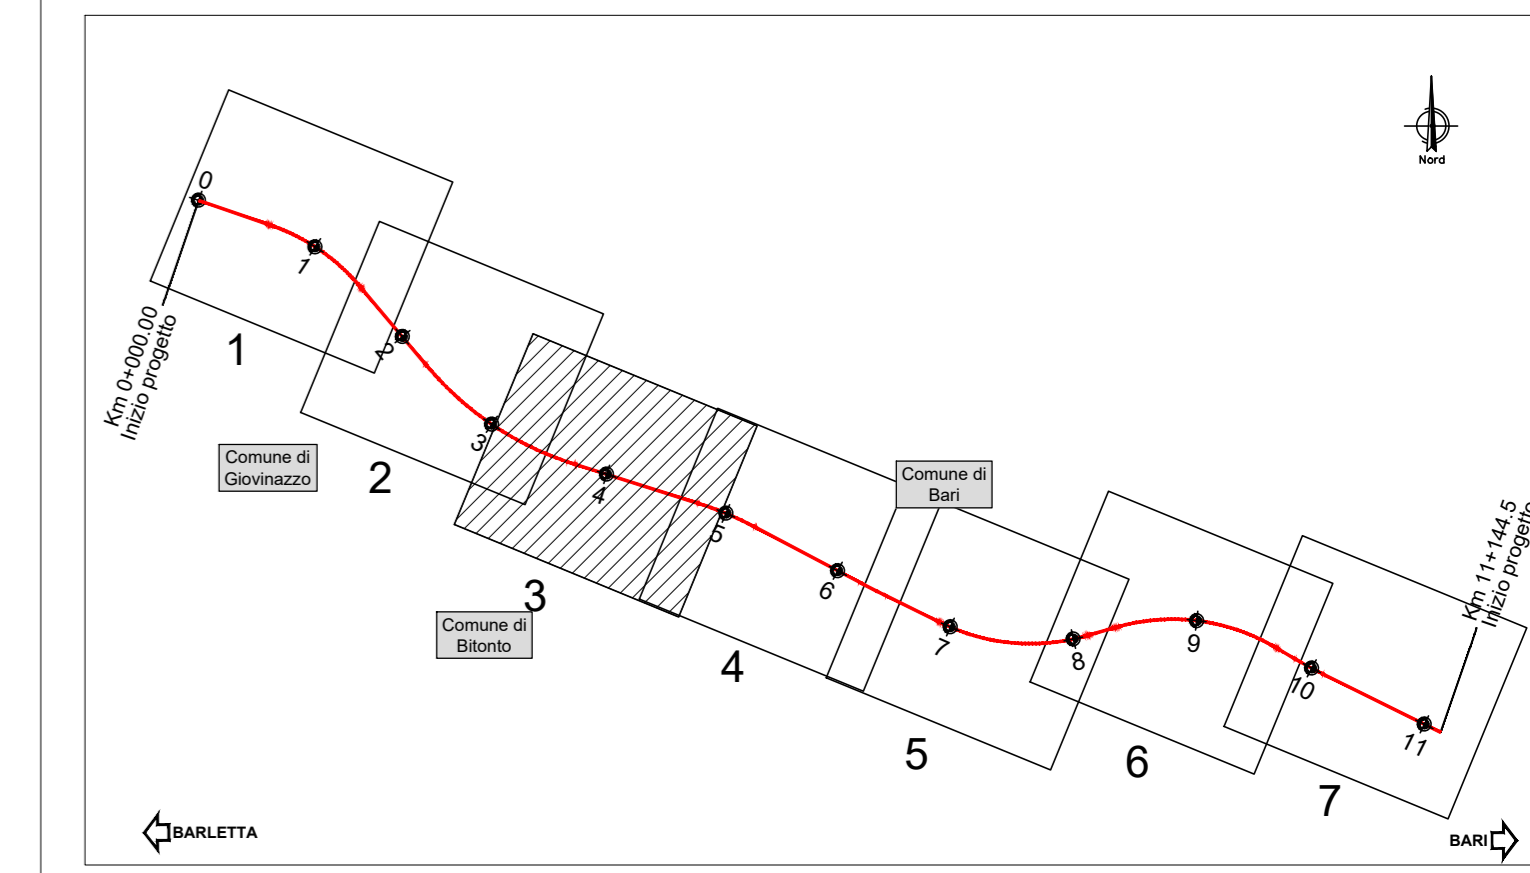 Nord
0
1
2
3
4
5
6
7
8
9
10
11
Km 0+000.00
Inizio progetto
Km 11+144.5
Inizio progetto
1
2
3
4
5
6
7
Comune di
Giovinazzo
Comune di
Bitonto
Comune di
Bari
BARLETTA
BARI